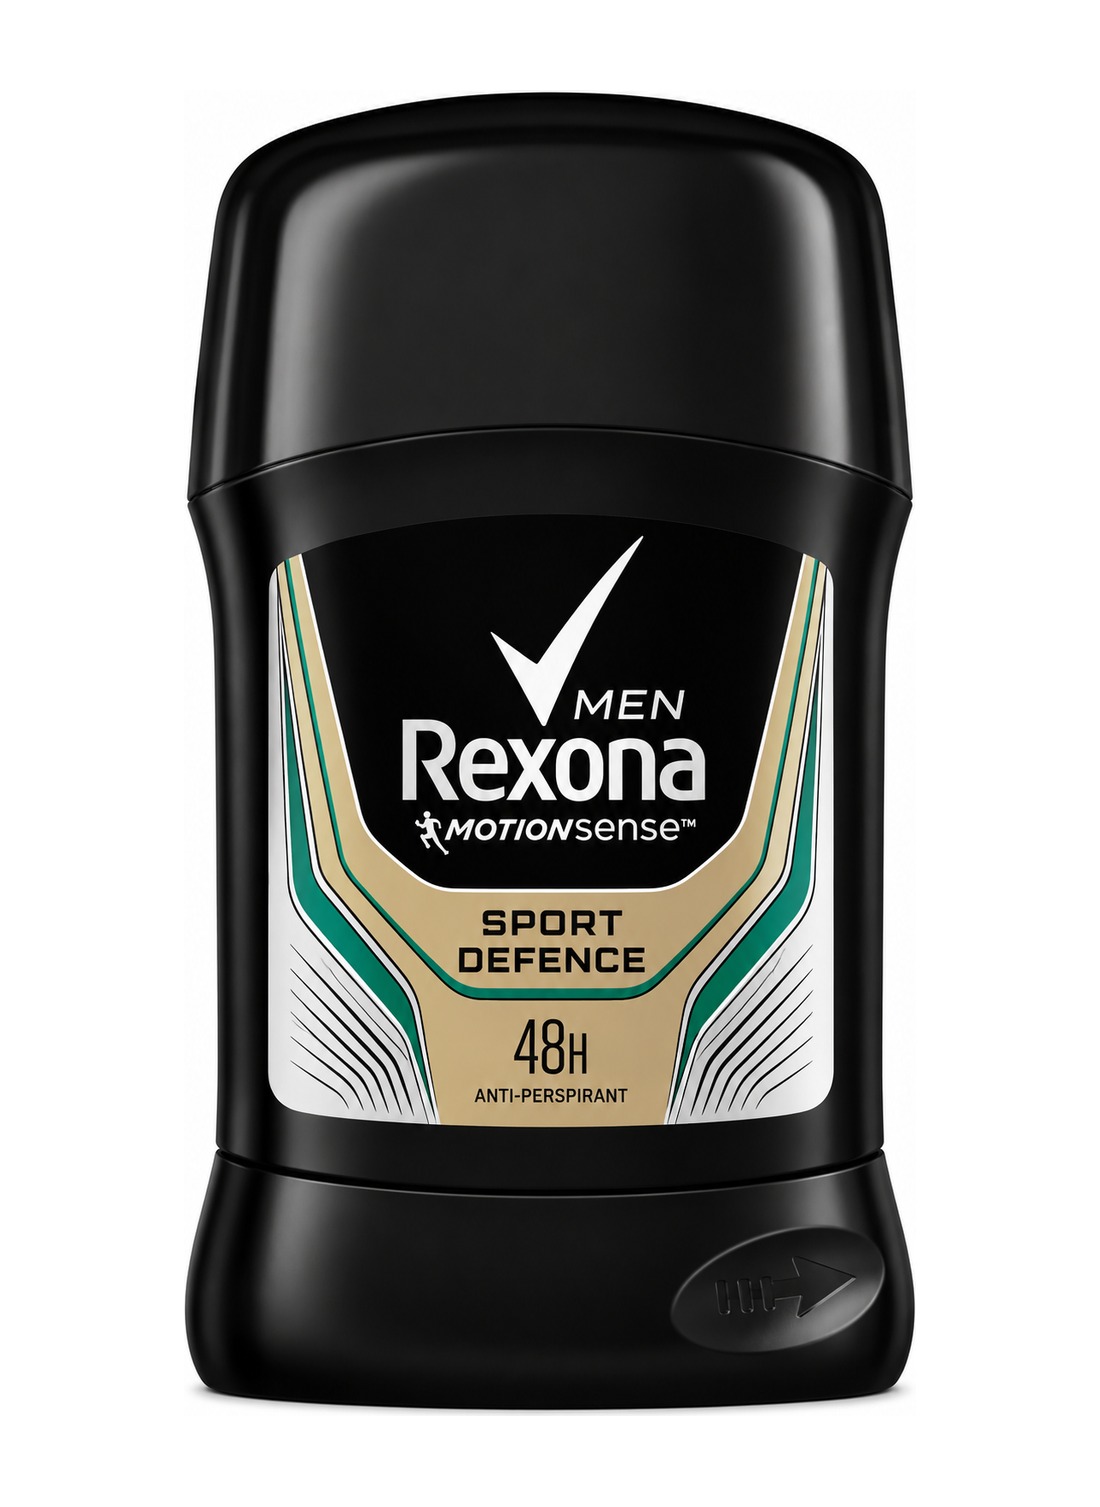 MEN
Rexona
MOTIONsense™
SPORT
DEFENCE
48H
ANTI-PERSPIRANT